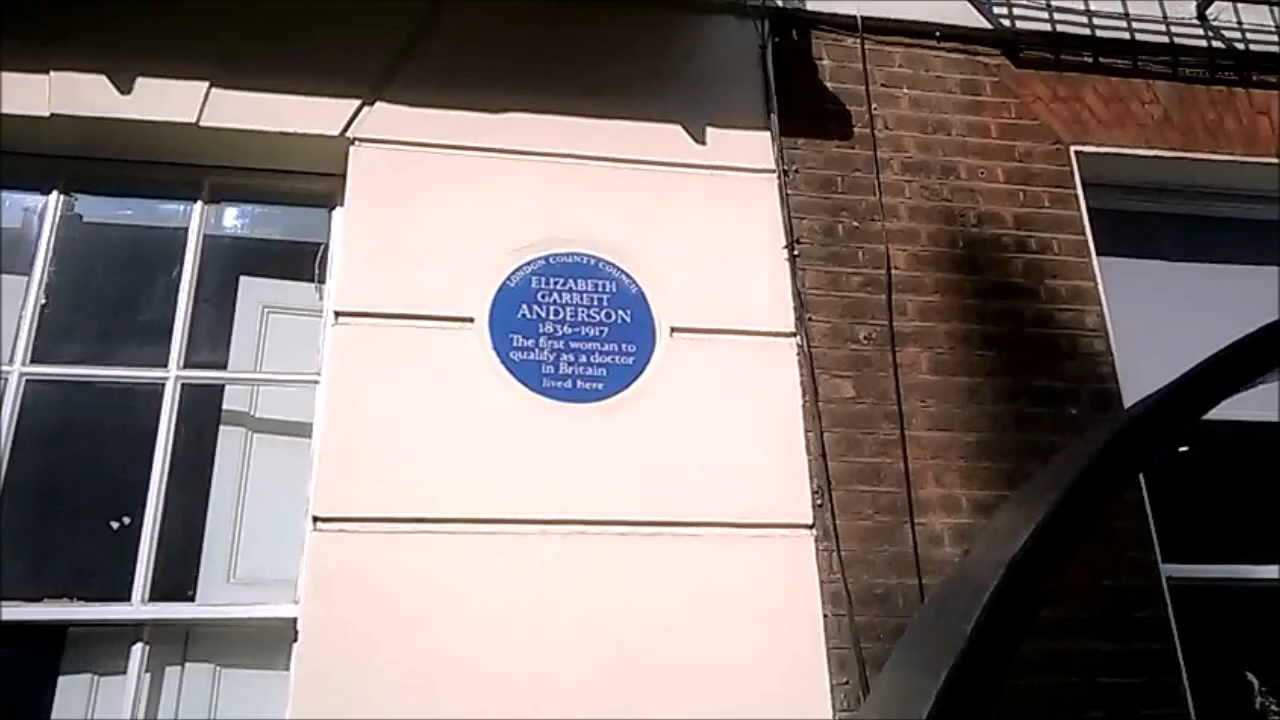 LONDON COUNTY COUNCIL
ELIZABETH
GARRETT
ANDERSON
1836-1917
The first woman to
qualify as a doctor
in Britain
lived here